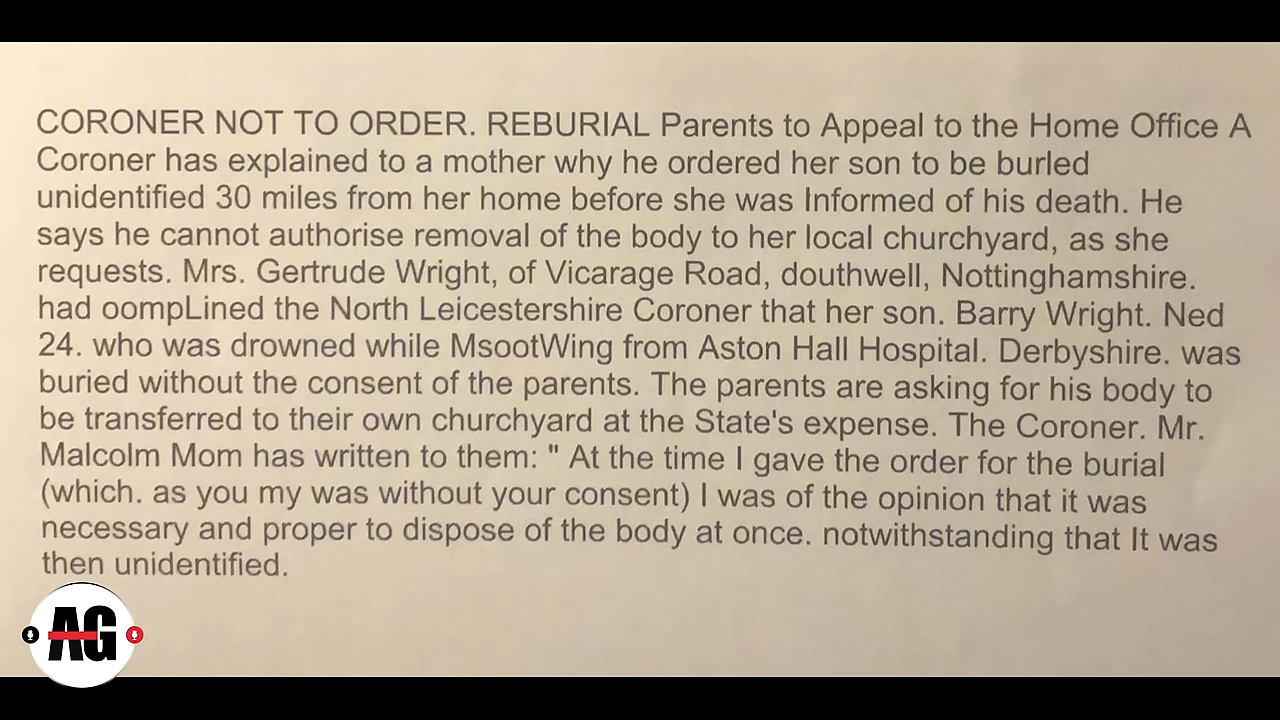 CORONER NOT TO ORDER. REBURIAL Parents to Appeal to the Home Office A
Coroner has explained to a mother why he ordered her son to be burled
unidentified 30 miles from her home before she was Informed of his death. He
says he cannot authorise removal of the body to her local churchyard, as she
requests. Mrs. Gertrude Wright, of Vicarage Road, douthwell, Nottinghamshire.
had oompLined the North Leicestershire Coroner that her son. Barry Wright. Ned
24. who was drowned while MsootWing from Aston Hall Hospital. Derbyshire. was
buried without the consent of the parents. The parents are asking for his body to
be transferred to their own churchyard at the State's expense. The Coroner. Mr.
Malcolm Mom has written to them: " At the time I gave the order for the burial
(which. as you my was without your consent) I was of the opinion that it was
necessary and proper to dispose of the body at once. notwithstanding that It was
then unidentified.
AG